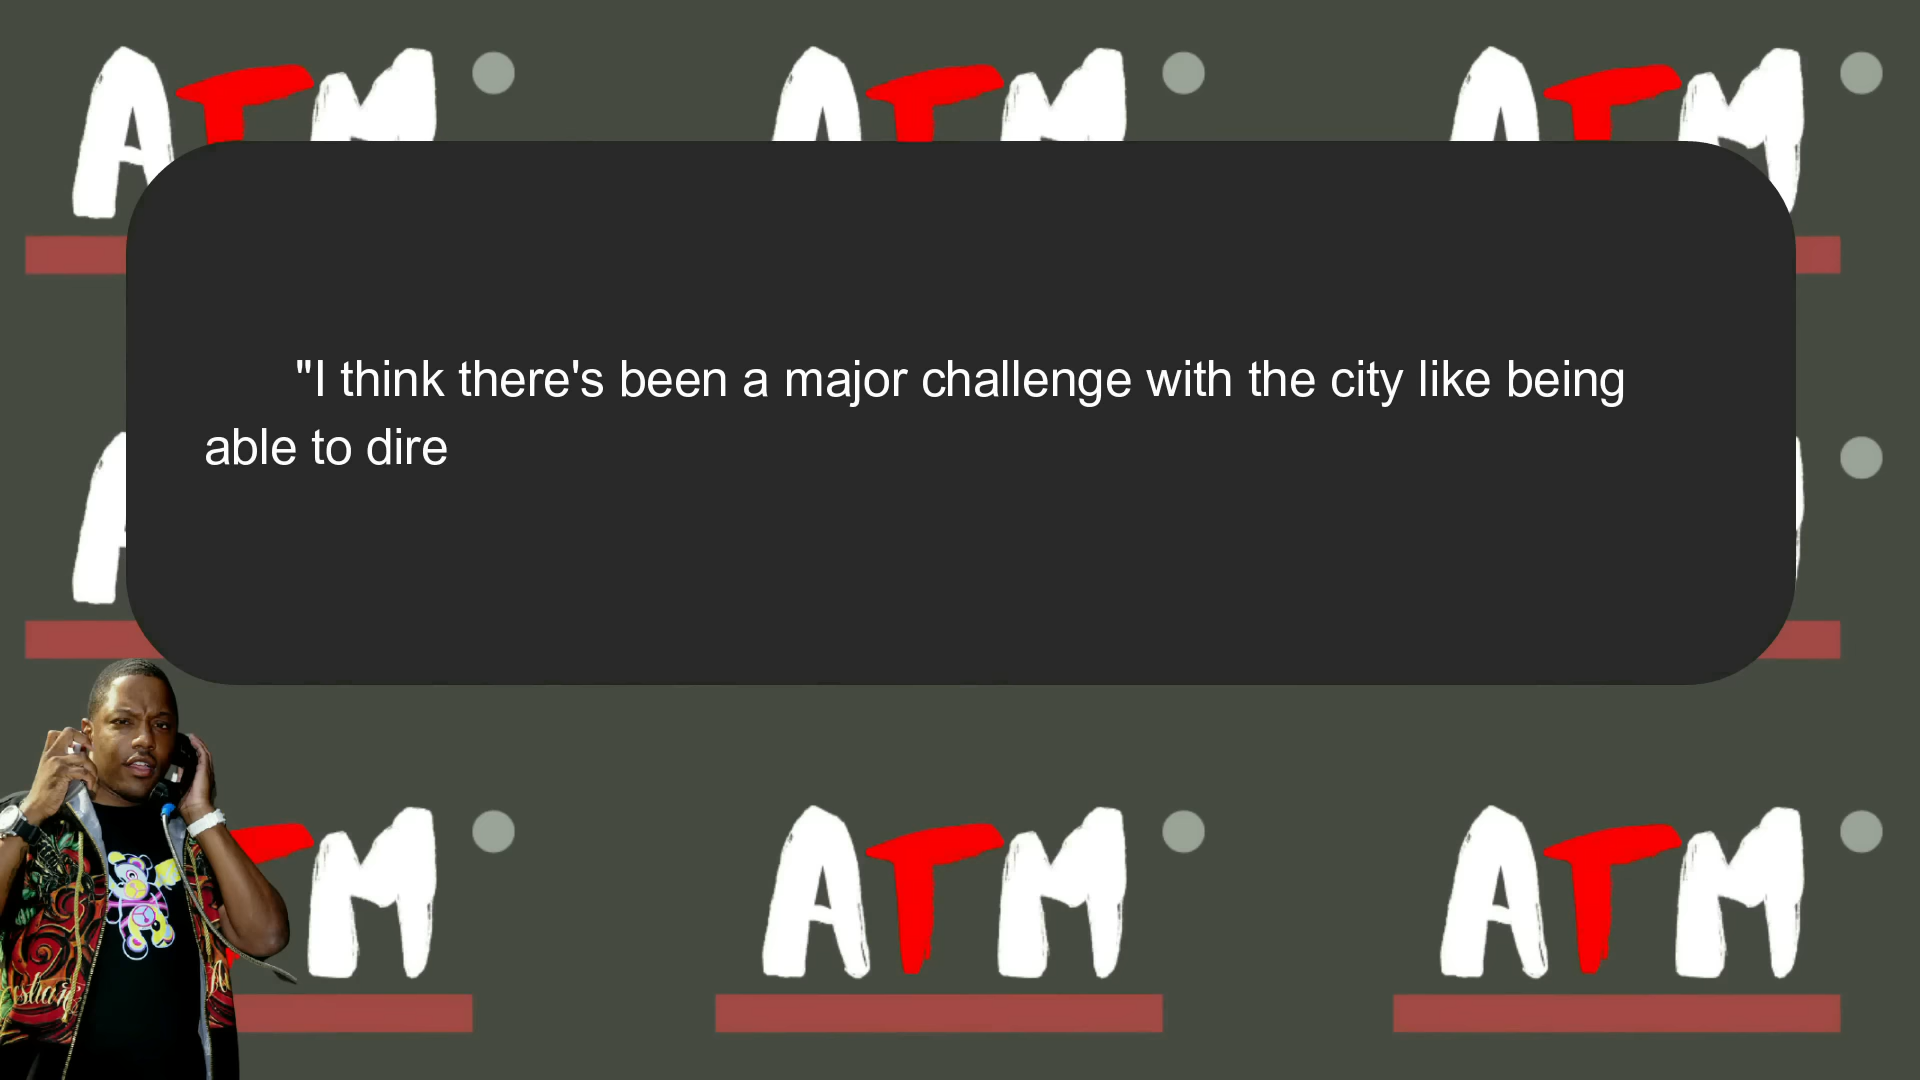 ATM ATM ATM
"I think there's been a major challenge with the city like being
able to dire
ATM ATM